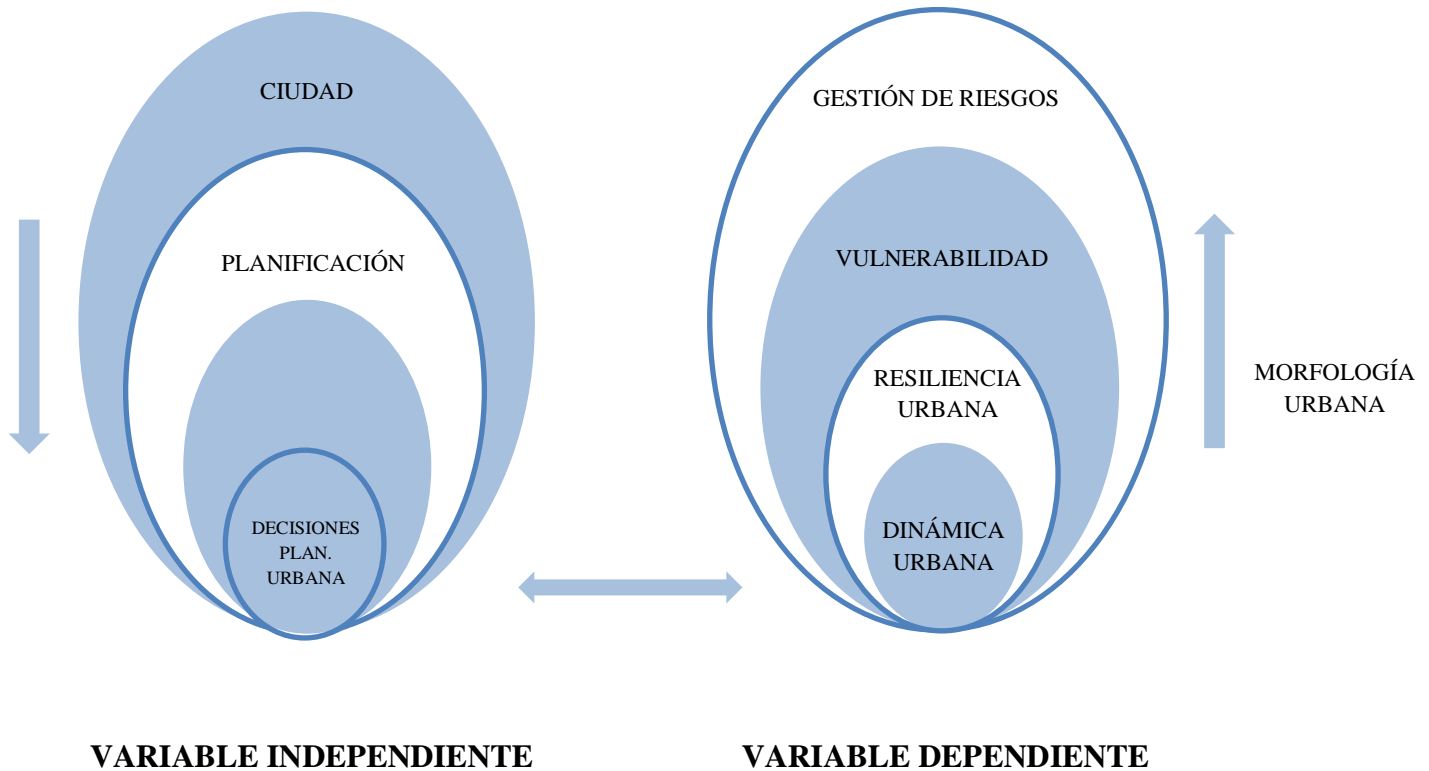 CIUDAD
PLANIFICACIÓN
DECISIONES
PLAN.
URBANA
GESTIÓN DE RIESGOS
VULNERABILIDAD
RESILIENCIA
URBANA
DINÁMICA
URBANA
MORFOLOGÍA
URBANA
VARIABLE INDEPENDIENTE
VARIABLE DEPENDIENTE